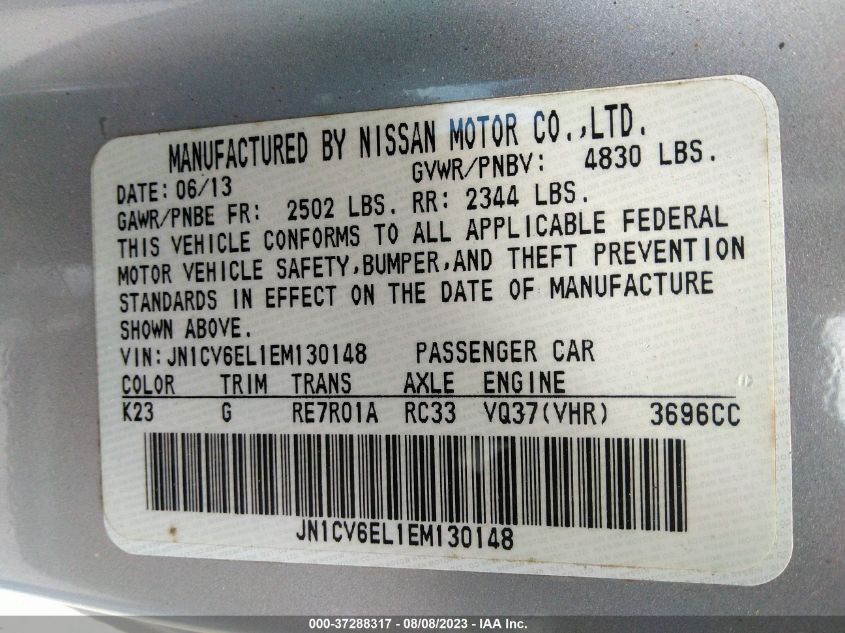 MANUFACTURED BY NISSAN MOTOR CO.,LTD.
DATE: 06/13 GVWR/PNBV: 4830 LBS.
GAWR/PNBE FR: 2502 LBS. RR: 2344 LBS.
THIS VEHICLE CONFORMS TO ALL APPLICABLE FEDERAL
MOTOR VEHICLE SAFETY,BUMPER,AND THEFT PREVENTION
STANDARDS IN EFFECT ON THE DATE OF MANUFACTURE
SHOWN ABOVE.
VIN:JN1CV6EL1EM130148 PASSENGER CAR
COLOR TRIM TRANS AXLE ENGINE
K23 G RE7R01A RC33 VQ37(VHR) 3696CC
JN1CV6EL1EM130148
000-37288317 - 08/08/2023 - IAA Inc.